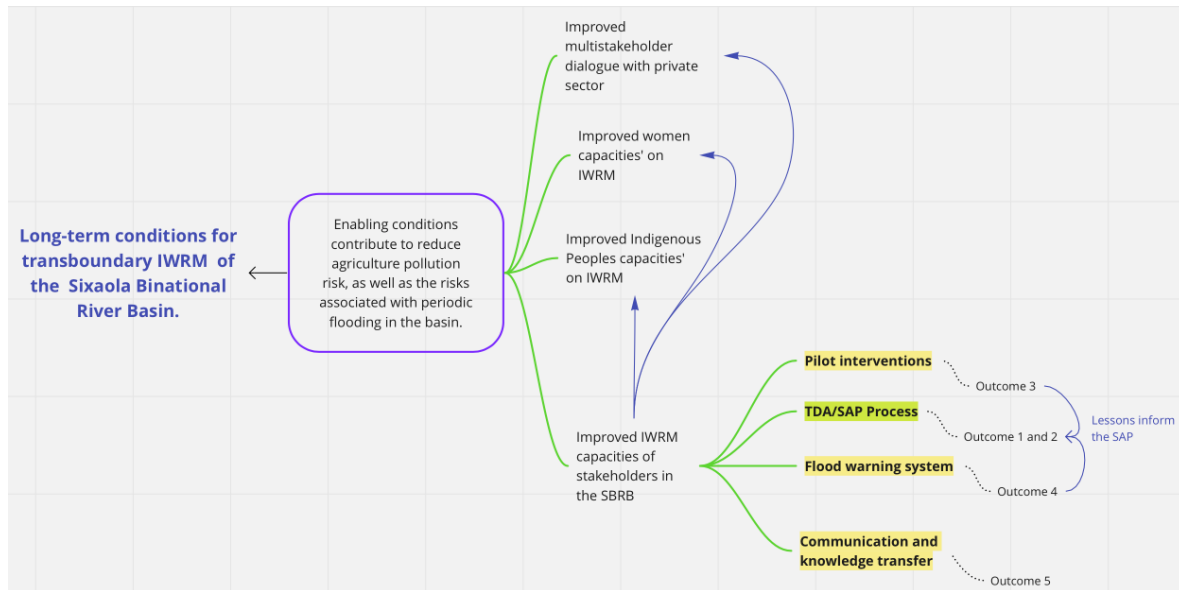 Improved
multistakeholder
dialogue with private
sector
Improved women
capacities' on
IWRM
Improved Indigenous
Peoples capacities'
on IWRM
Long-term conditions for
transboundary IWRM of
the Sixaola Binational
River Basin.
Enabling conditions
contribute to reduce
agriculture pollution
risk, as well as the risks
associated with periodic
flooding in the basin.
Improved IWRM
capacities of
stakeholders in
the SBRB
Pilot interventions
Outcome 3
TDA/SAP Process
Outcome 1 and 2
Lessons inform
the SAP
Flood warning system
Outcome 4
Communication and
knowledge transfer
Outcome 5